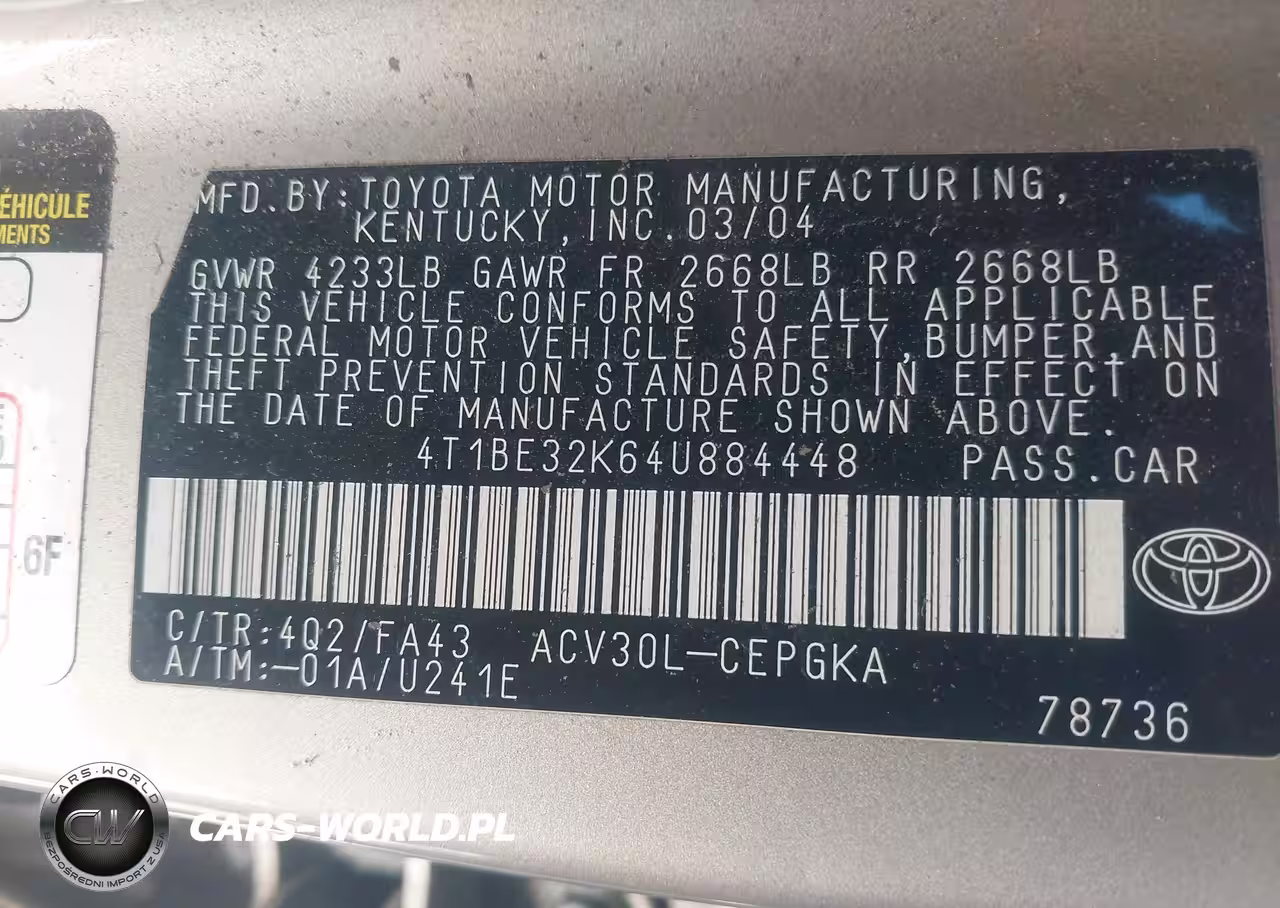 ÉHICULE
MENTS
6F
MFD.BY:TOYOTA MOTOR MANUFACTURING,
KENTUCKY,INC.03/04
GVWR 4233LB GAWR FR 2668LB RR 2668LB
THIS VEHICLE CONFORMS TO ALL APPLICABLE
FEDERAL MOTOR VEHICLE SAFETY,BUMPER,AND
THEFT PREVENTION STANDARDS IN EFFECT ON
THE DATE OF MANUFACTURE SHOWN ABOVE.
4T1BE32K64U884448 PASS.CAR
C/TR:4Q2/FA43 ACV30L-CEPGKA
A/TM:-01A/U241E
78736
CARS-WORLD
CW
BEZPOŚREDNI IMPORT Z USA
CARS-WORLD.PL